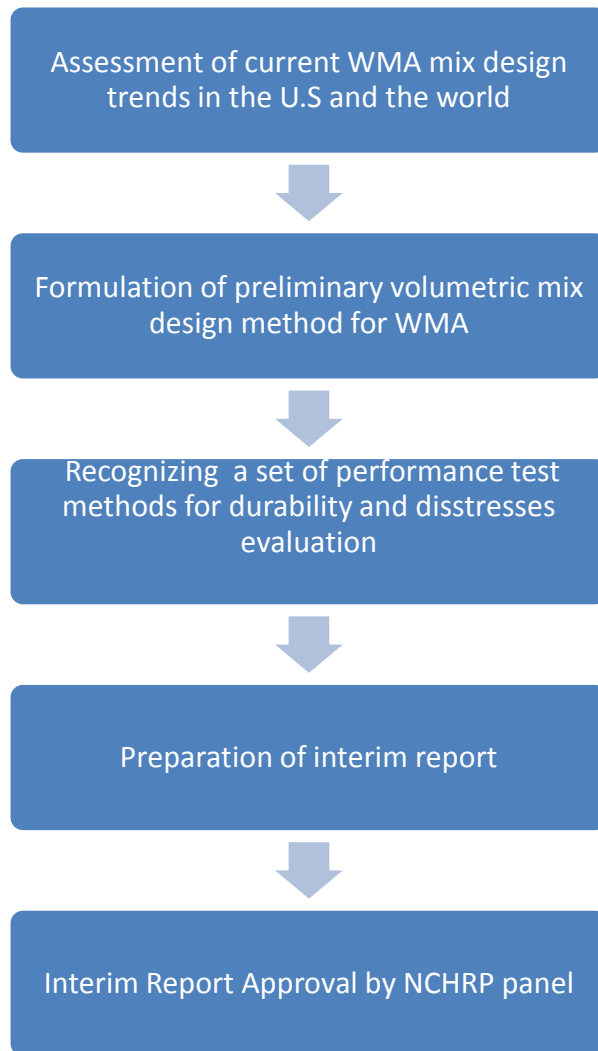 Assessment of current WMA mix design
trends in the U.S and the world
Formulation of preliminary volumetric mix
design method for WMA
Recognizing  a set of performance test
methods for durability and disstresses
evaluation
Preparation of interim report
Interim Report Approval by NCHRP panel